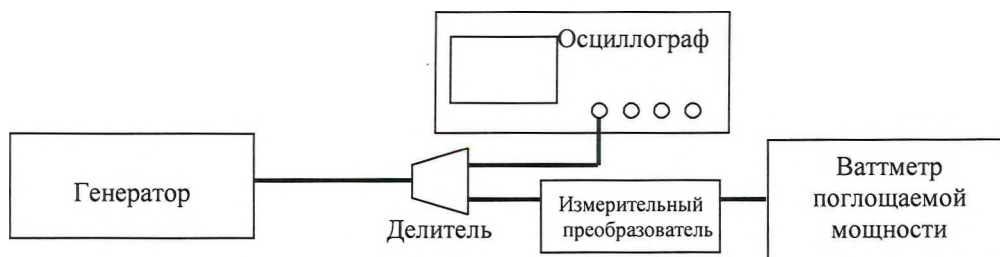 Осциллограф
Генератор
Делитель
Измерительный
преобразователь
Ваттметр
поглощаемой
мощности